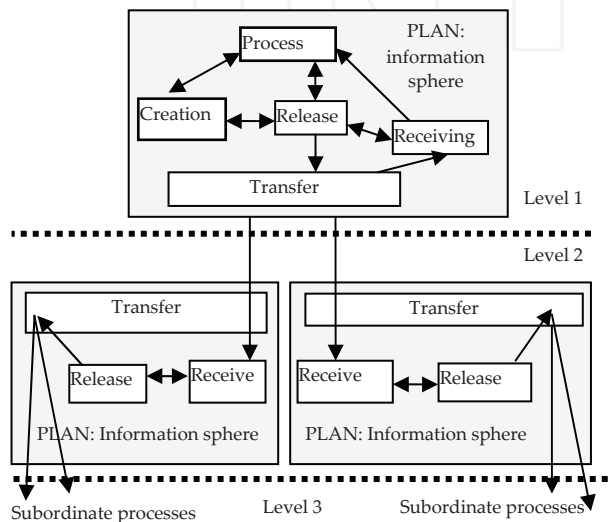 PLAN:
information
sphere
Process
Creation
Release
Receiving
Transfer
Level 1
Level 2
Transfer
Release
Receive
PLAN: Information sphere
Transfer
Receive
Release
PLAN: Information sphere
Subordinate processes
Level 3
Subordinate processes